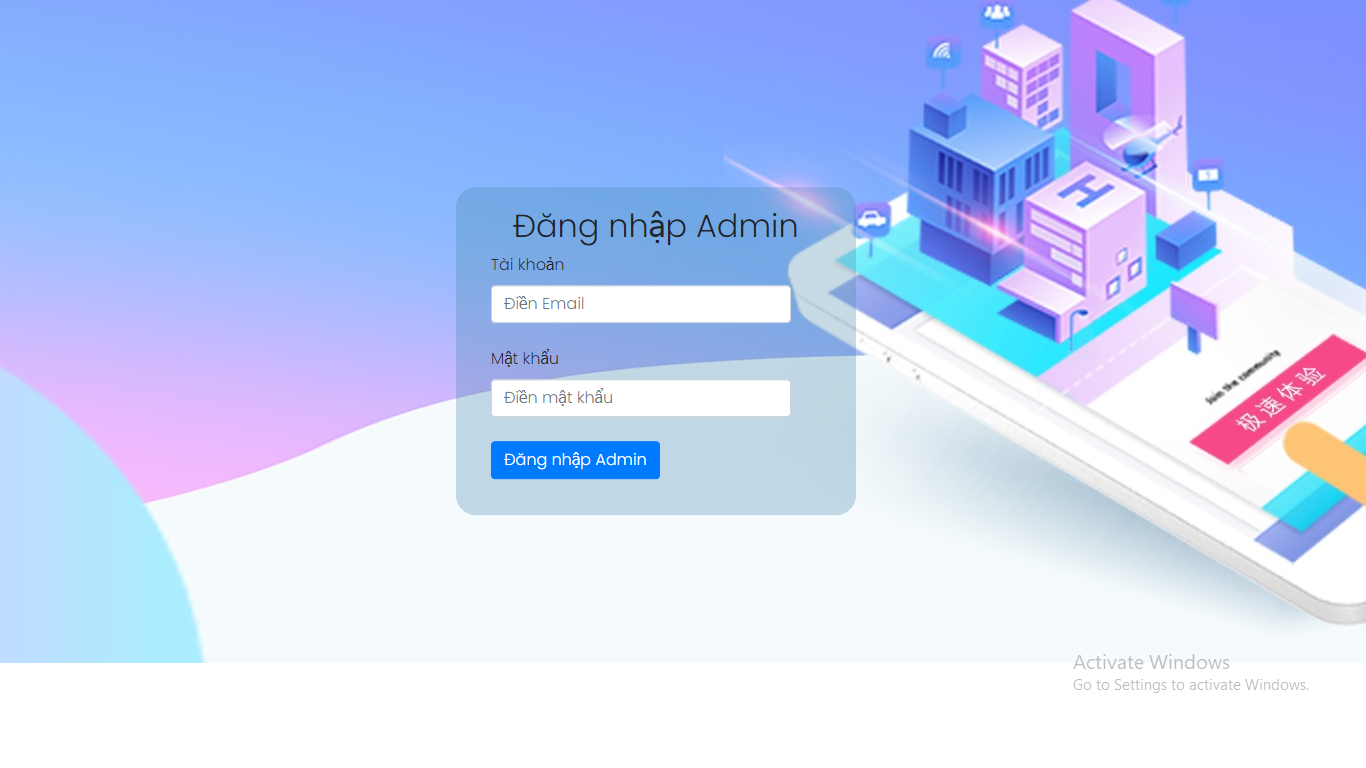 Đăng nhập Admin
Tài khoản
Điền Email
Mật khẩu
Điền mật khẩu
Đăng nhập Admin
H
$
Join the community
极速体验
Activate Windows
Go to Settings to activate Windows.